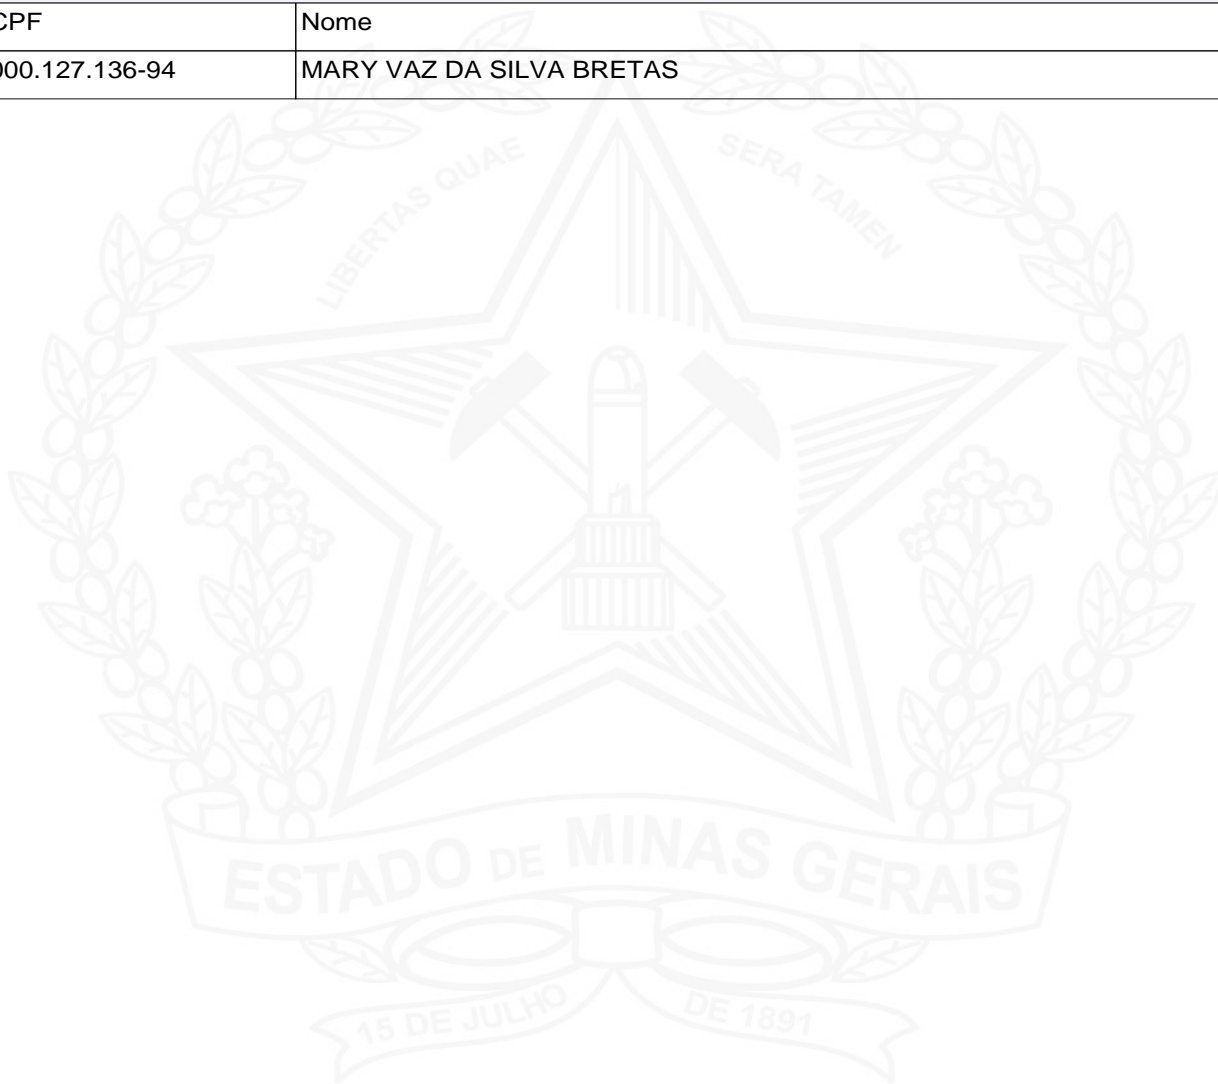 CPF Nome
000.127.136-94 MARY VAZ DA SILVA BRETAS
LIBERTAS QUAE SERA TAMEN
ESTADO DE MINAS GERAIS
15 DE JULHO DE 1891